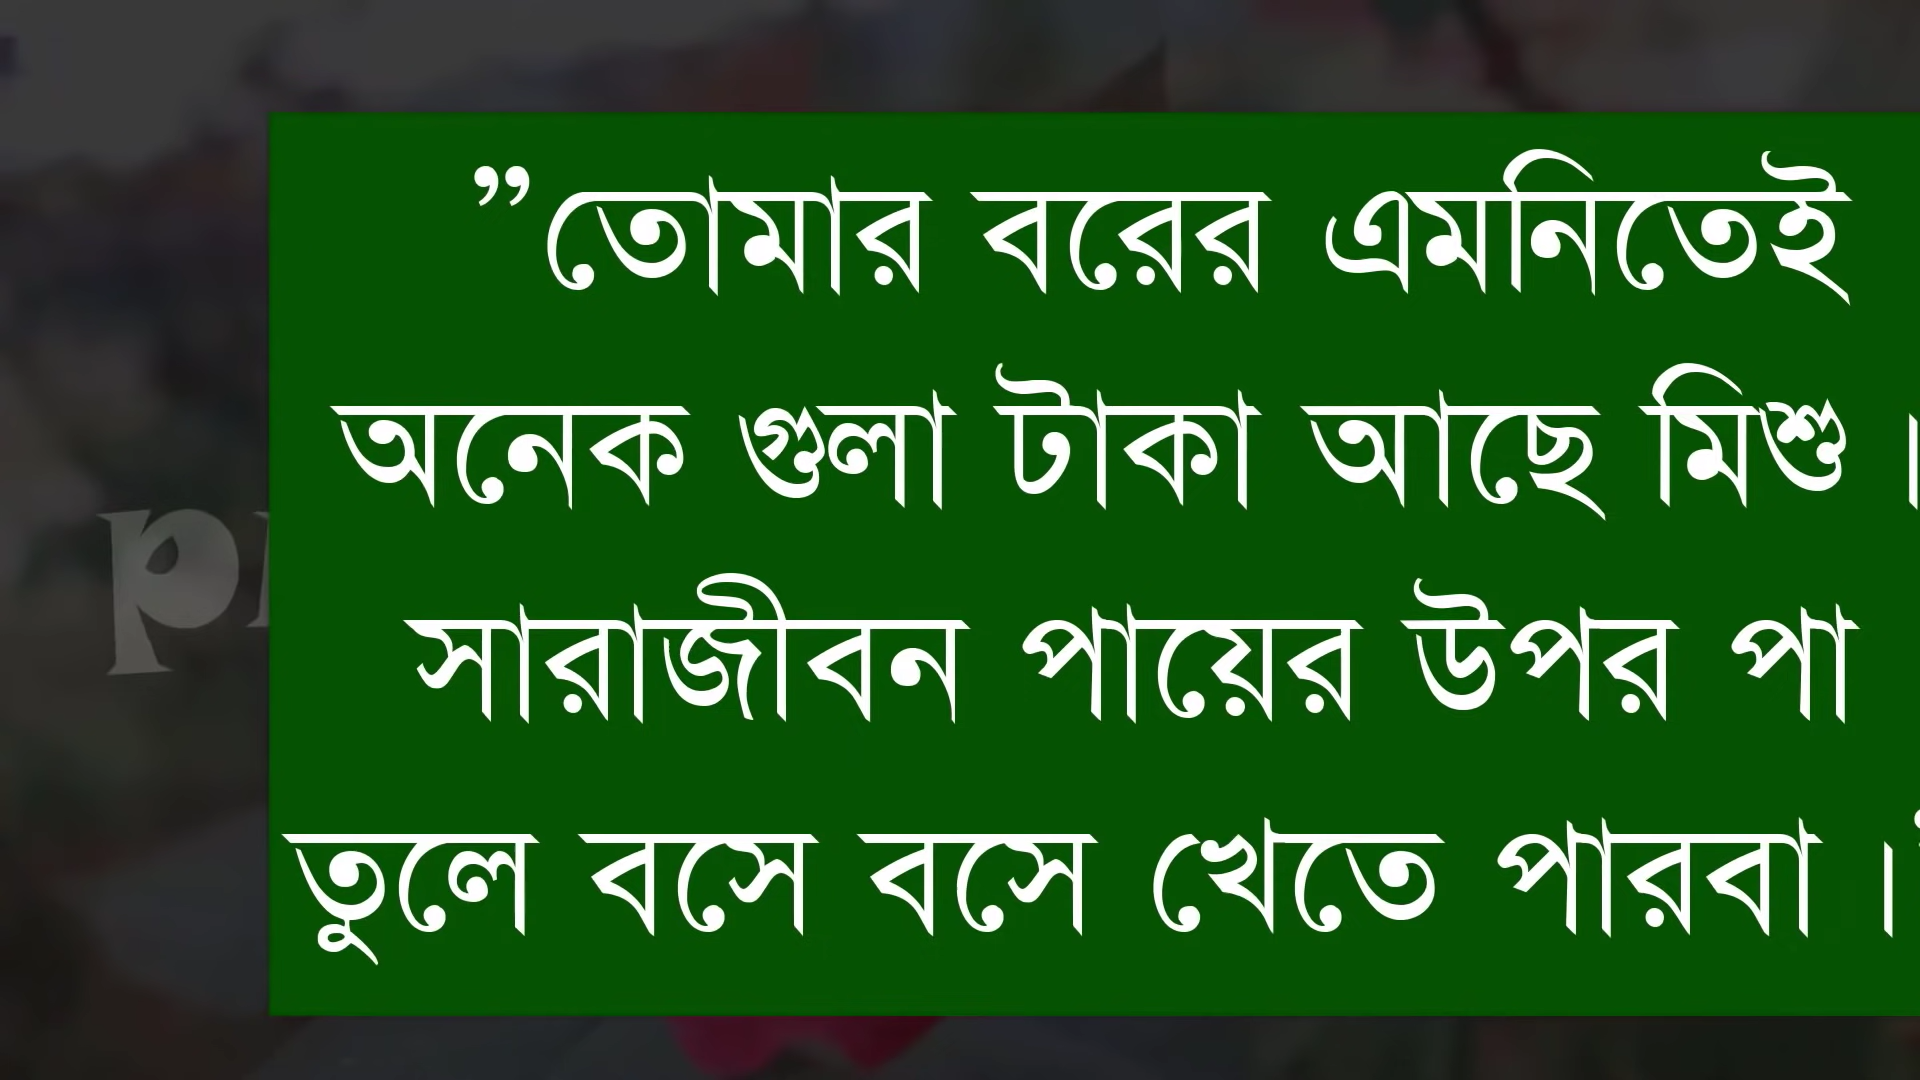 ”তোমার বরের এমনিতেই
অনেক গুলা টাকা আছে মিশু ।
সারাজীবন পায়ের উপর পা
তুলে বসে বসে খেতে পারবা ।